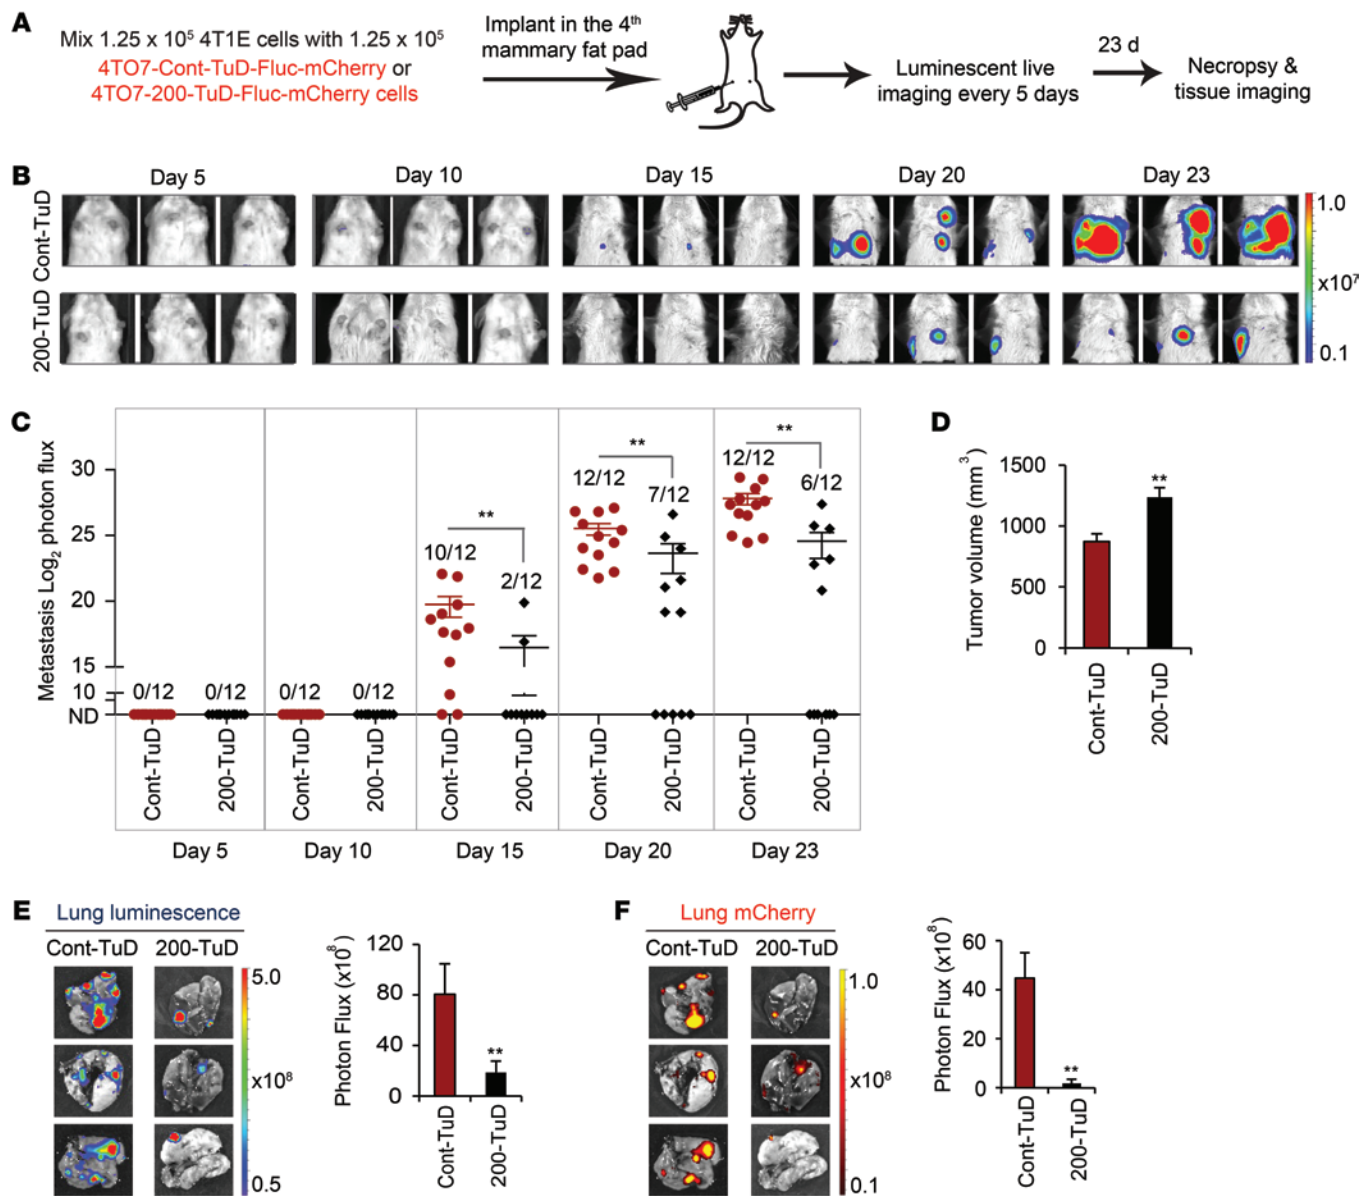 A
Mix 1.25 x 10⁵ 4T1E cells with 1.25 x 10⁵
4TO7-Cont-TuD-Fluc-mCherry or
4TO7-200-TuD-Fluc-mCherry cells
Implant in the 4th
mammary fat pad
Luminescent live
imaging every 5 days
23 d
Necropsy &
tissue imaging
B
Day 5
Day 10
Day 15
Day 20
Day 23
Cont-TuD
200-TuD
1.0
x10⁷
0.1
C
Metastasis Log₂ photon flux
30
25
20
15
10
ND
0/12
0/12
0/12
0/12
10/12
**
2/12
12/12
**
7/12
12/12
**
6/12
Cont-TuD
200-TuD
Cont-TuD
200-TuD
Cont-TuD
200-TuD
Cont-TuD
200-TuD
Cont-TuD
200-TuD
Day 5
Day 10
Day 15
Day 20
Day 23
D
Tumor volume (mm³)
1500
1000
500
0
**
Cont-TuD
200-TuD
E
Lung luminescence
Cont-TuD
200-TuD
5.0
x10⁸
0.5
Photon Flux (x10⁸)
120
80
40
0
**
Cont-TuD
200-TuD
F
Lung mCherry
Cont-TuD
200-TuD
1.0
x10⁸
0.1
Photon Flux (x10⁸)
60
40
20
0
**
Cont-TuD
200-TuD